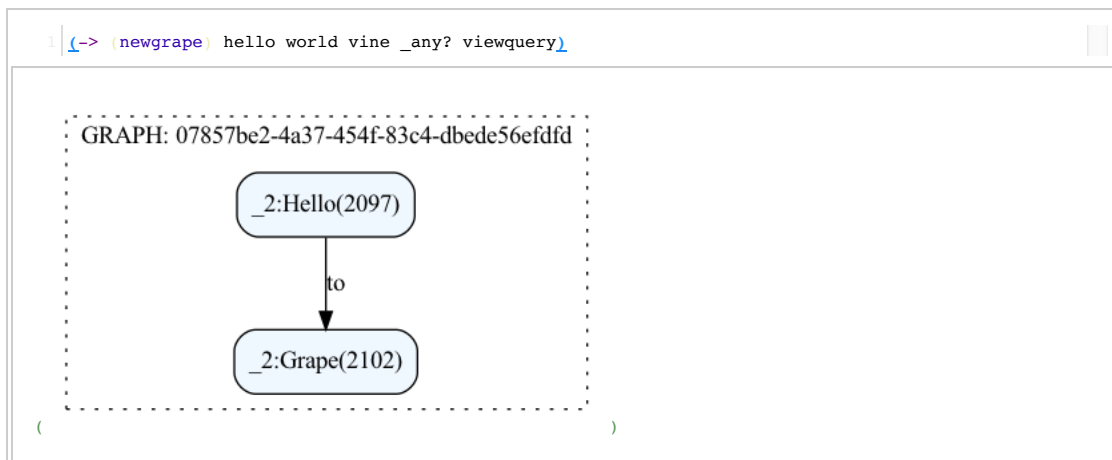 1 (-> (newgrape) hello world vine _any? viewquery)
GRAPH: 07857be2-4a37-454f-83c4-dbede56efdfd
_2:Hello(2097)
to
_2:Grape(2102)
( )